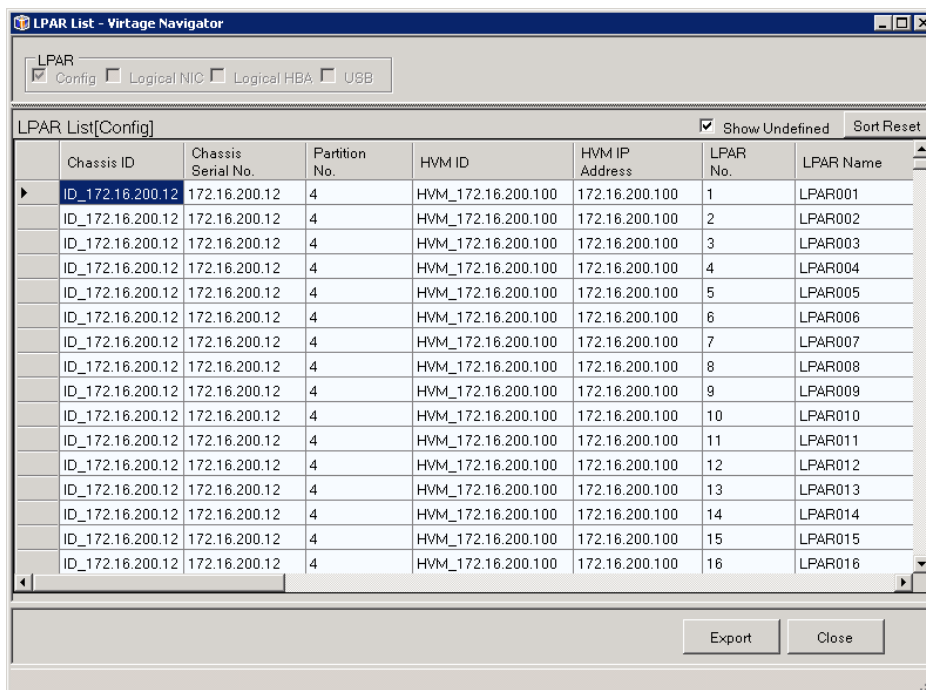 LPAR List - Virtage Navigator
LPAR
Config Logical NIC Logical HBA USB
LPAR List[Config] Show Undefined Sort Reset
Chassis ID Chassis Serial No. Partition No. HVM ID HVM IP Address LPAR No. LPAR Name
ID_172.16.200.12 172.16.200.12 4 HVM_172.16.200.100 172.16.200.100 1 LPAR001
ID_172.16.200.12 172.16.200.12 4 HVM_172.16.200.100 172.16.200.100 2 LPAR002
ID_172.16.200.12 172.16.200.12 4 HVM_172.16.200.100 172.16.200.100 3 LPAR003
ID_172.16.200.12 172.16.200.12 4 HVM_172.16.200.100 172.16.200.100 4 LPAR004
ID_172.16.200.12 172.16.200.12 4 HVM_172.16.200.100 172.16.200.100 5 LPAR005
ID_172.16.200.12 172.16.200.12 4 HVM_172.16.200.100 172.16.200.100 6 LPAR006
ID_172.16.200.12 172.16.200.12 4 HVM_172.16.200.100 172.16.200.100 7 LPAR007
ID_172.16.200.12 172.16.200.12 4 HVM_172.16.200.100 172.16.200.100 8 LPAR008
ID_172.16.200.12 172.16.200.12 4 HVM_172.16.200.100 172.16.200.100 9 LPAR009
ID_172.16.200.12 172.16.200.12 4 HVM_172.16.200.100 172.16.200.100 10 LPAR010
ID_172.16.200.12 172.16.200.12 4 HVM_172.16.200.100 172.16.200.100 11 LPAR011
ID_172.16.200.12 172.16.200.12 4 HVM_172.16.200.100 172.16.200.100 12 LPAR012
ID_172.16.200.12 172.16.200.12 4 HVM_172.16.200.100 172.16.200.100 13 LPAR013
ID_172.16.200.12 172.16.200.12 4 HVM_172.16.200.100 172.16.200.100 14 LPAR014
ID_172.16.200.12 172.16.200.12 4 HVM_172.16.200.100 172.16.200.100 15 LPAR015
ID_172.16.200.12 172.16.200.12 4 HVM_172.16.200.100 172.16.200.100 16 LPAR016
Export Close